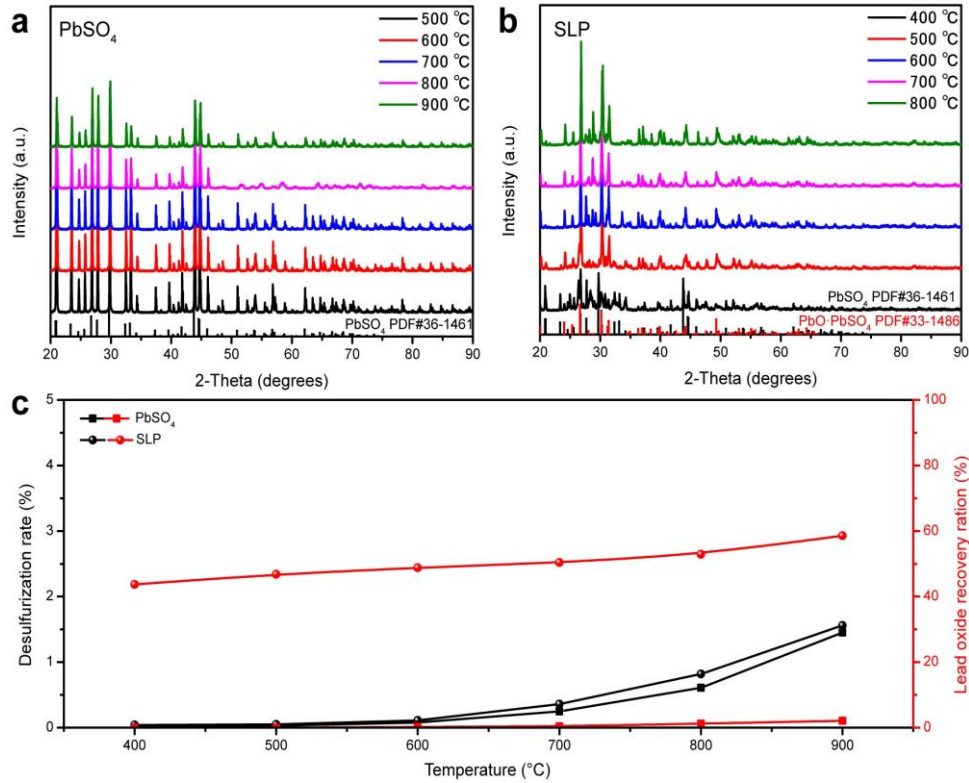 a
PbSO₄
500 ℃
600 ℃
700 ℃
800 ℃
900 ℃
Intensity (a.u.)
PbSO₄ PDF#36-1461
20 30 40 50 60 70 80 90
2-Theta (degrees)
b
SLP
400 ℃
500 ℃
600 ℃
700 ℃
800 ℃
Intensity (a.u.)
PbSO₄ PDF#36-1461
PbO·PbSO₄ PDF#33-1486
20 30 40 50 60 70 80 90
2-Theta (degrees)
c
PbSO₄
SLP
Desulfurization rate (%)
5
4
3
2
1
0
Lead oxide recovery ration (%)
100
80
60
40
20
0
400 500 600 700 800 900
Temperature (°C)